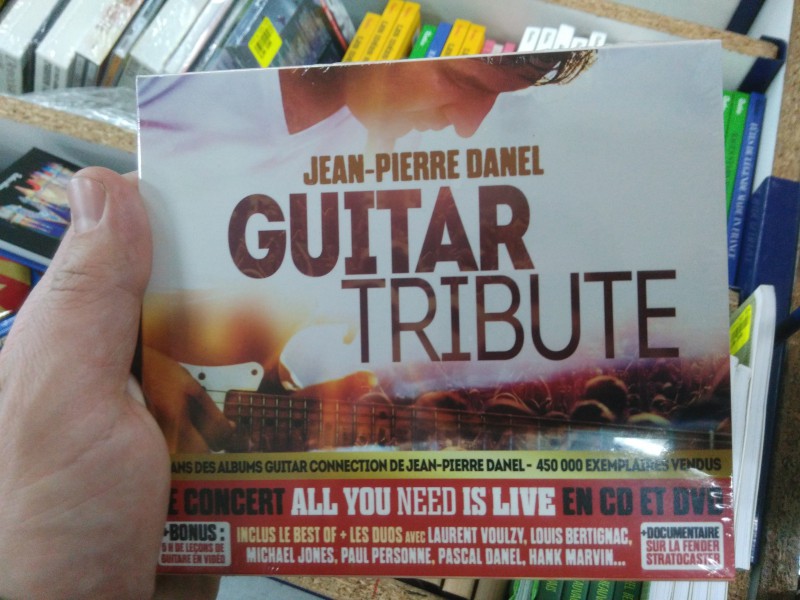 JEAN-PIERRE DANEL
GUITAR
TRIBUTE
ANS DES ALBUMS GUITAR CONNECTION DE JEAN-PIERRE DANEL - 450 000 EXEMPLAIRES VENDUS
E CONCERT ALL YOU NEED IS LIVE EN CD ET DVD
+BONUS :
5 H DE LEÇONS DE
GUITARE EN VIDÉO
INCLUS LE BEST OF + LES DUOS AVEC LAURENT VOULZY, LOUIS BERTIGNAC,
MICHAEL JONES, PAUL PERSONNE, PASCAL DANEL, HANK MARVIN...
+DOCUMENTAIRE
SUR LA FENDER
STRATOCASTER